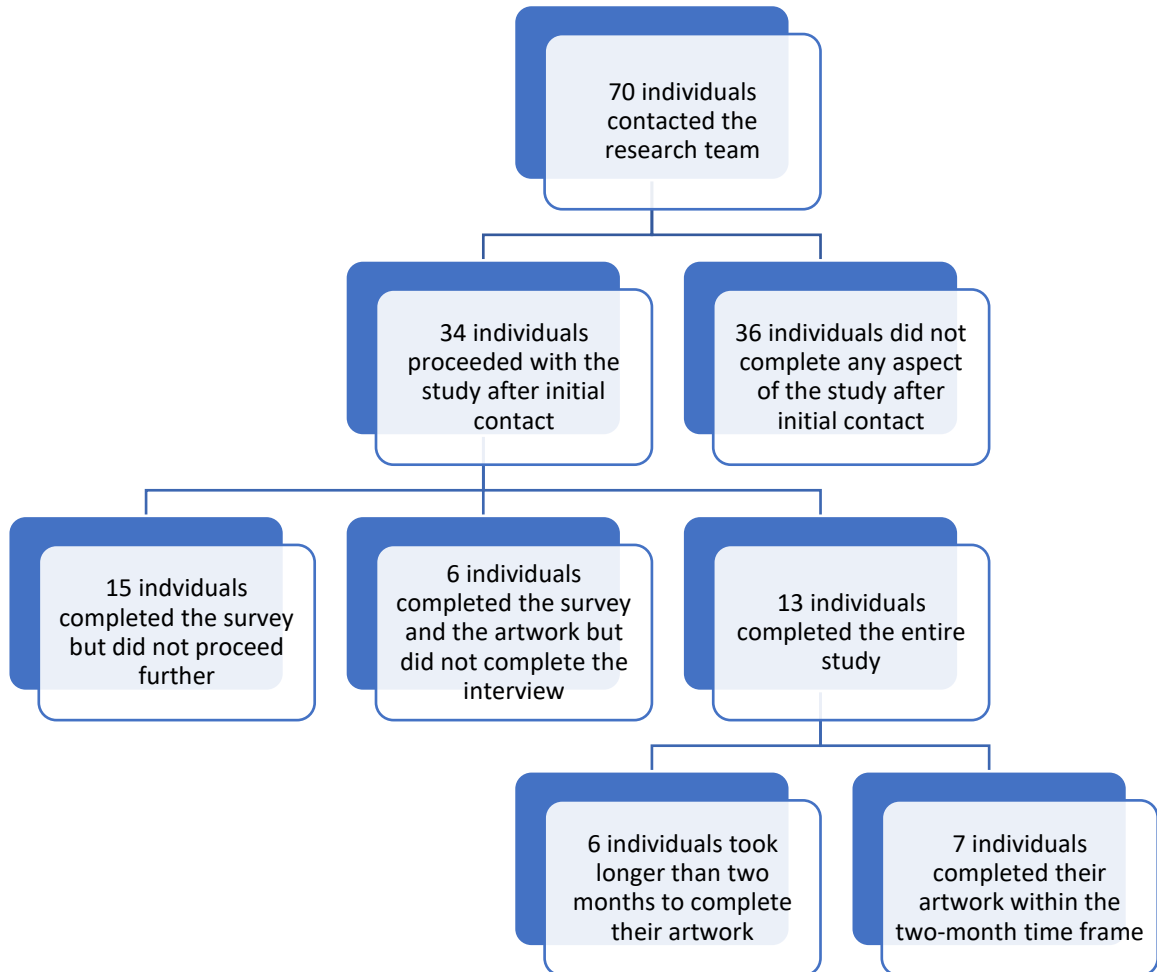 70 individuals
contacted the
research team
34 individuals
proceeded with the
study after initial
contact
36 individuals did not
complete any aspect
of the study after
initial contact
15 indviduals
completed the survey
but did not proceed
further
6 individuals
completed the survey
and the artwork but
did not complete the
interview
13 individuals
completed the entire
study
6 individuals took
longer than two
months to complete
their artwork
7 individuals
completed their
artwork within the
two-month time frame